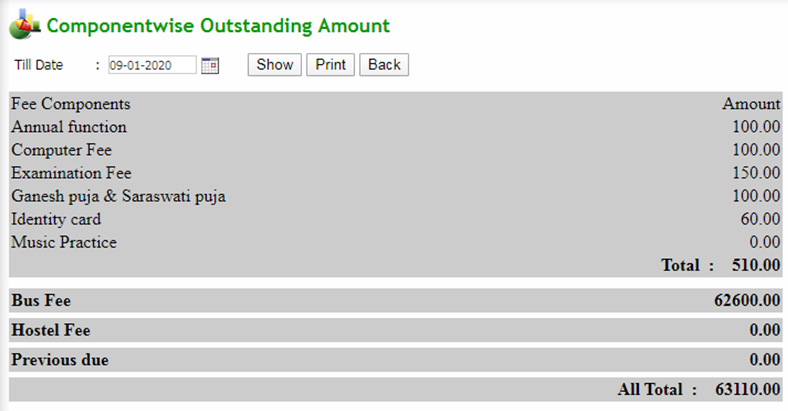 Componentwise Outstanding Amount
Till Date : 09-01-2020 Show Print Back
Fee Components Amount
Annual function 100.00
Computer Fee 100.00
Examination Fee 150.00
Ganesh puja & Saraswati puja 100.00
Identity card 60.00
Music Practice 0.00
Total : 510.00
Bus Fee 62600.00
Hostel Fee 0.00
Previous due 0.00
All Total : 63110.00